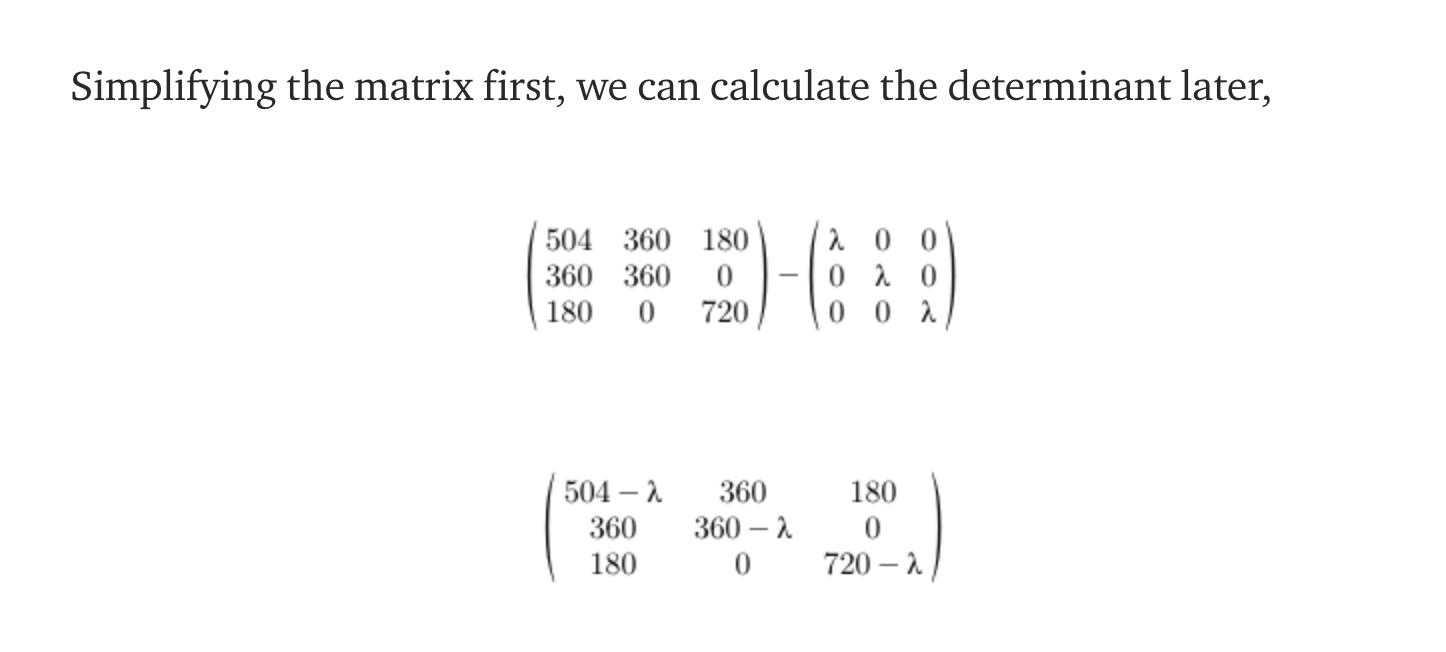 Simplifying the matrix first, we can calculate the determinant later,
504 360 180 λ 0 0
360 360 0 − 0 λ 0
180 0 720 0 0 λ
504 − λ 360 180
360 360 − λ 0
180 0 720 − λ